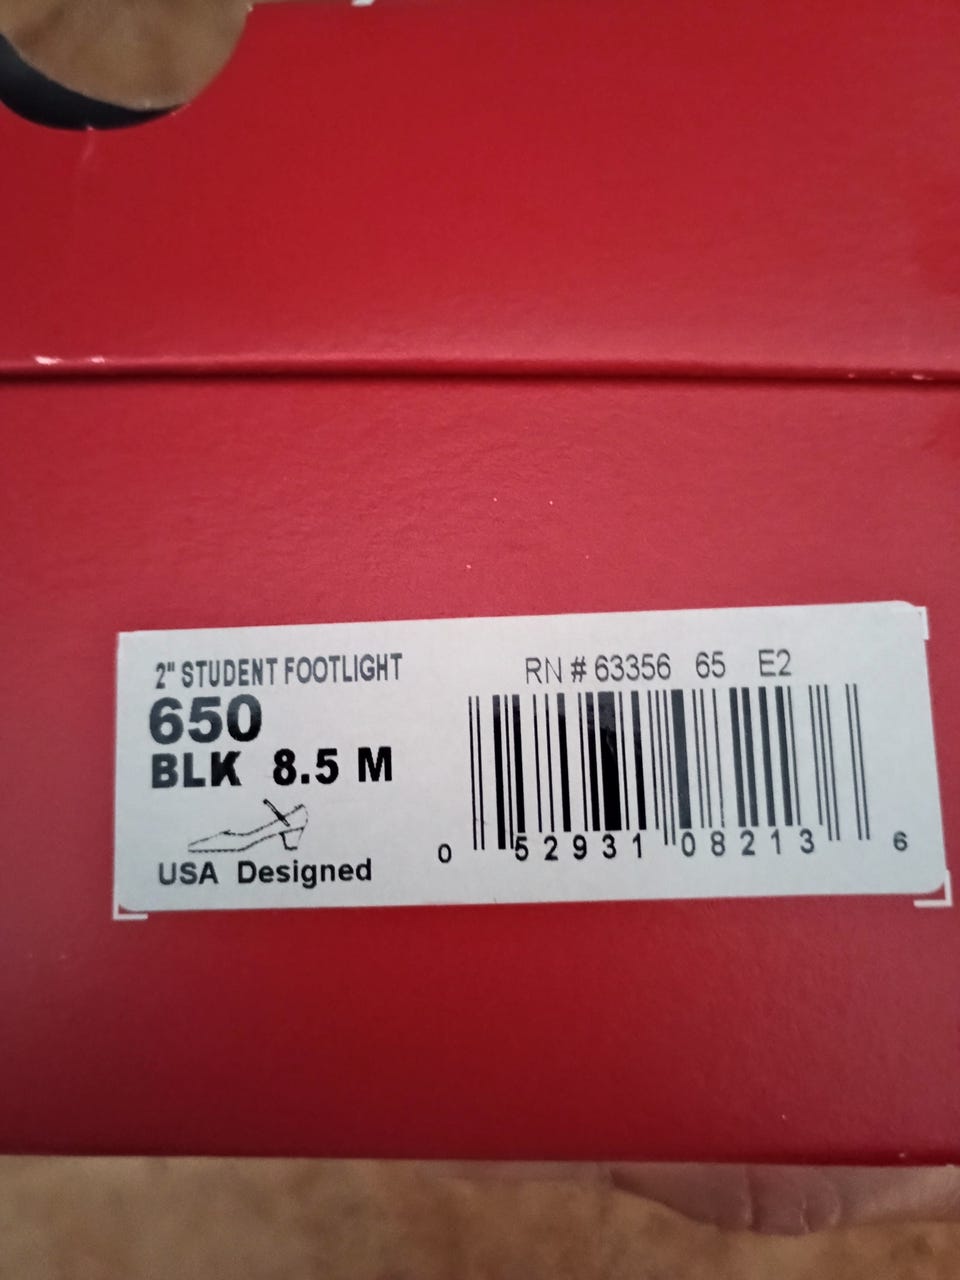 2" STUDENT FOOTLIGHT
650
BLK 8.5 M
USA Designed
RN # 63356 65 E2
0 52931 08213 6